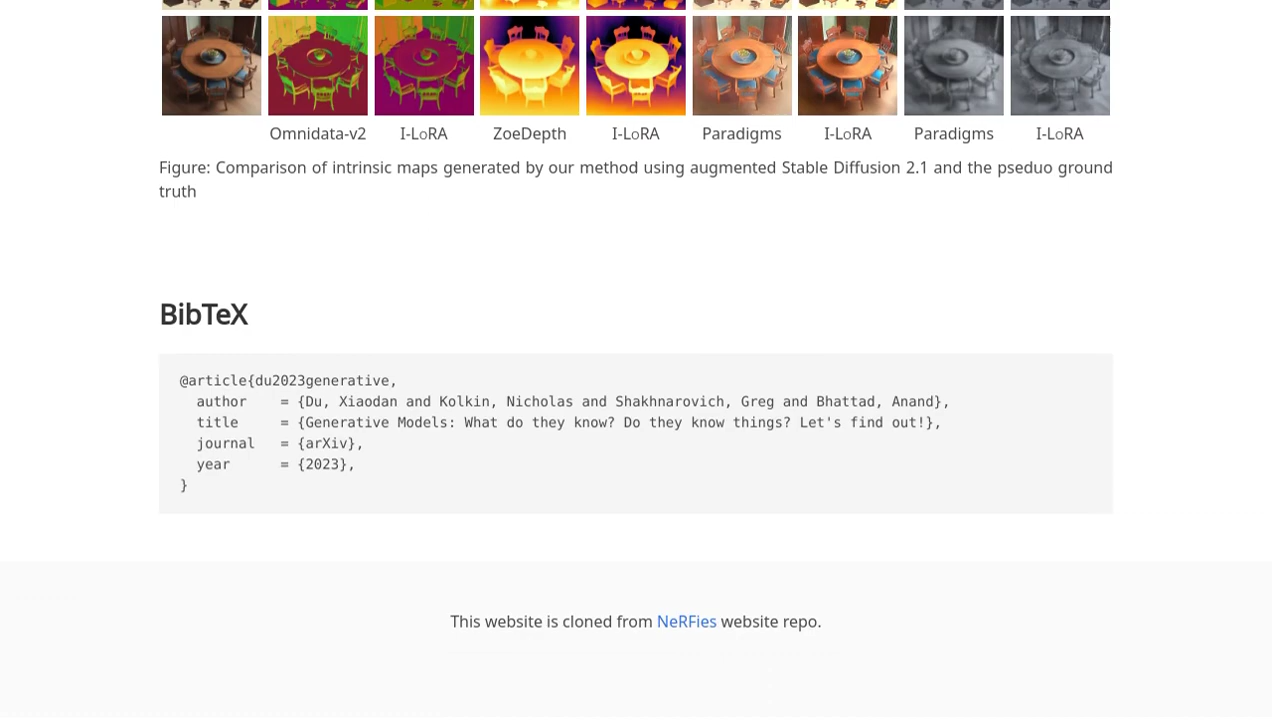 Omnidata-v2 I-LoRA ZoeDepth I-LoRA Paradigms I-LoRA Paradigms I-LoRA
Figure: Comparison of intrinsic maps generated by our method using augmented Stable Diffusion 2.1 and the pseduo ground
truth
BibTeX
@article{du2023generative,
  author    = {Du, Xiaodan and Kolkin, Nicholas and Shakhnarovich, Greg and Bhattad, Anand},
  title     = {Generative Models: What do they know? Do they know things? Let's find out!},
  journal   = {arXiv},
  year      = {2023},
}
This website is cloned from NeRFies website repo.